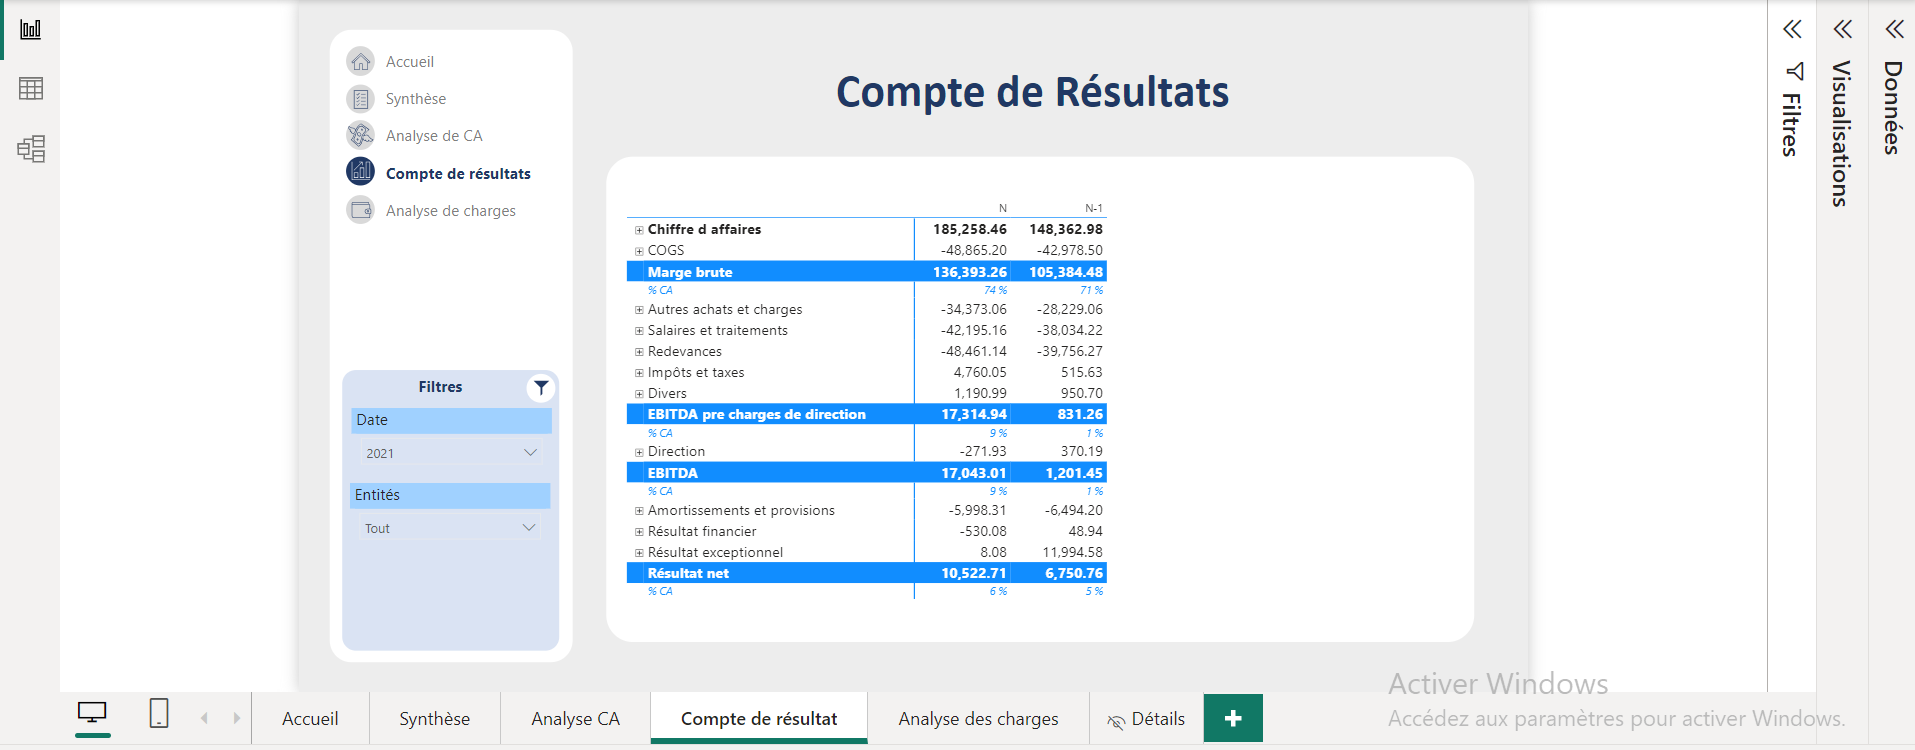 Accueil
Synthèse
Analyse de CA
Compte de résultats
Analyse de charges
Filtres
Date
2021
Entités
Tout
Compte de Résultats
N N-1
Chiffre d affaires 185,258.46 148,362.98
COGS -48,865.20 -42,978.50
Marge brute 136,393.26 105,384.48
% CA 74 % 71 %
Autres achats et charges -34,373.06 -28,229.06
Salaires et traitements -42,195.16 -38,034.22
Redevances -48,461.14 -39,756.27
Impôts et taxes 4,760.05 515.63
Divers 1,190.99 950.70
EBITDA pre charges de direction 17,314.94 831.26
% CA 9 % 1 %
Direction -271.93 370.19
EBITDA 17,043.01 1,201.45
% CA 9 % 1 %
Amortissements et provisions -5,998.31 -6,494.20
Résultat financier -530.08 48.94
Résultat exceptionnel 8.08 11,994.58
Résultat net 10,522.71 6,750.76
% CA 6 % 5 %
Filtres
Visualisations
Données
Activer Windows
Accédez aux paramètres pour activer Windows.
Accueil
Synthèse
Analyse CA
Compte de résultat
Analyse des charges
Détails